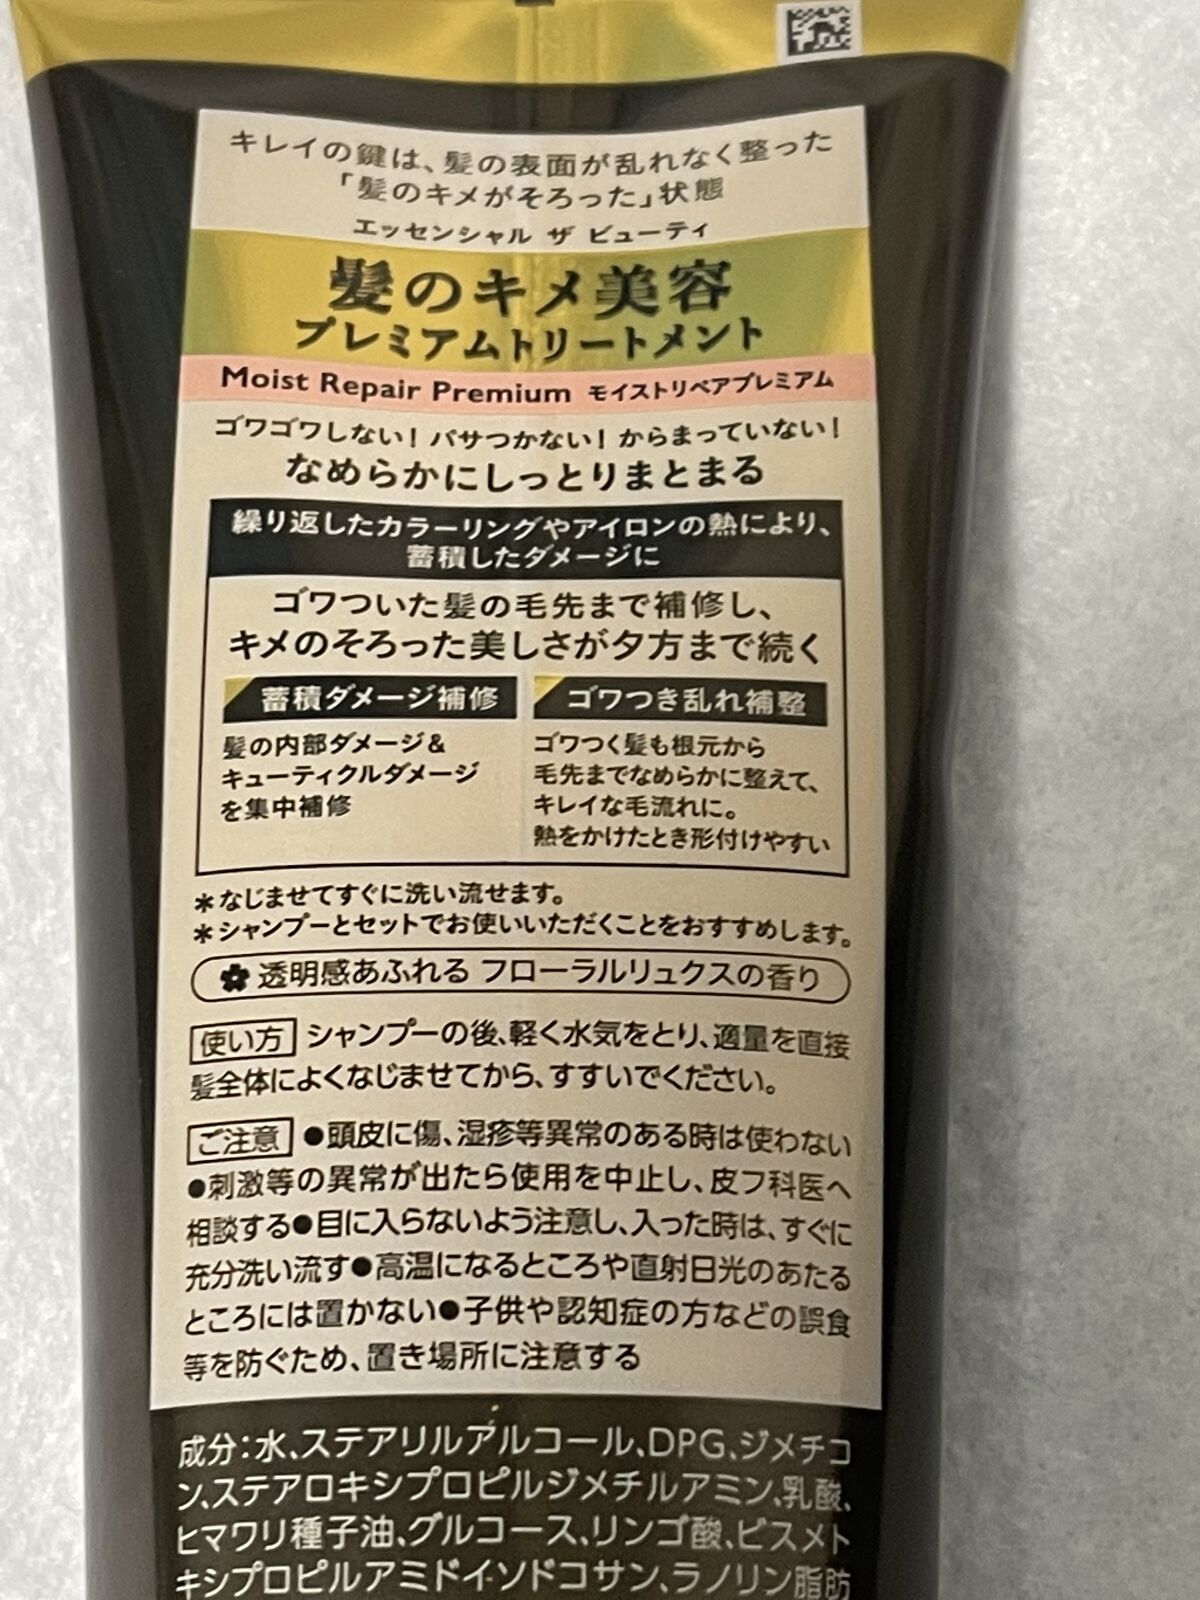 キレイの鍵は、髪の表面が乱れなく整った
「髪のキメがそろった」状態
エッセンシャル ザ ビューティ
髪のキメ美容
プレミアムトリートメント
Moist Repair Premium モイストリペアプレミアム
ゴワゴワしない! パサつかない! からまっていない!
なめらかにしっとりまとまる
繰り返したカラーリングやアイロンの熱により、
蓄積したダメージに
ゴワついた髪の毛先まで補修し、
キメのそろった美しさが夕方まで続く
蓄積ダメージ補修
髪の内部ダメージ&
キューティクルダメージ
を集中補修
ゴワつき乱れ補整
ゴワつく髪も根元から
毛先までなめらかに整えて、
キレイな毛流れに。
熱をかけたとき形付けやすい
*なじませてすぐに洗い流せます。
*シャンプーとセットでお使いいただくことをおすすめします。
透明感あふれる フローラルリュクスの香り
使い方 シャンプーの後、軽く水気をとり、適量を直接
髪全体によくなじませてから、すすいでください。
ご注意 ●頭皮に傷、湿疹等異常のある時は使わない
●刺激等の異常が出たら使用を中止し、皮フ科医へ
相談する●目に入らないよう注意し、入った時は、すぐに
充分洗い流す●高温になるところや直射日光のあたる
ところには置かない●子供や認知症の方などの誤食
等を防ぐため、置き場所に注意する
成分：水、ステアリルアルコール、DPG、ジメチコ
ン、ステアロキシプロピルジメチルアミン、乳酸、
ヒマワリ種子油、グルコース、リンゴ酸、ビスメト
キシプロピルアミドイソドコサン、ラノリン脂肪